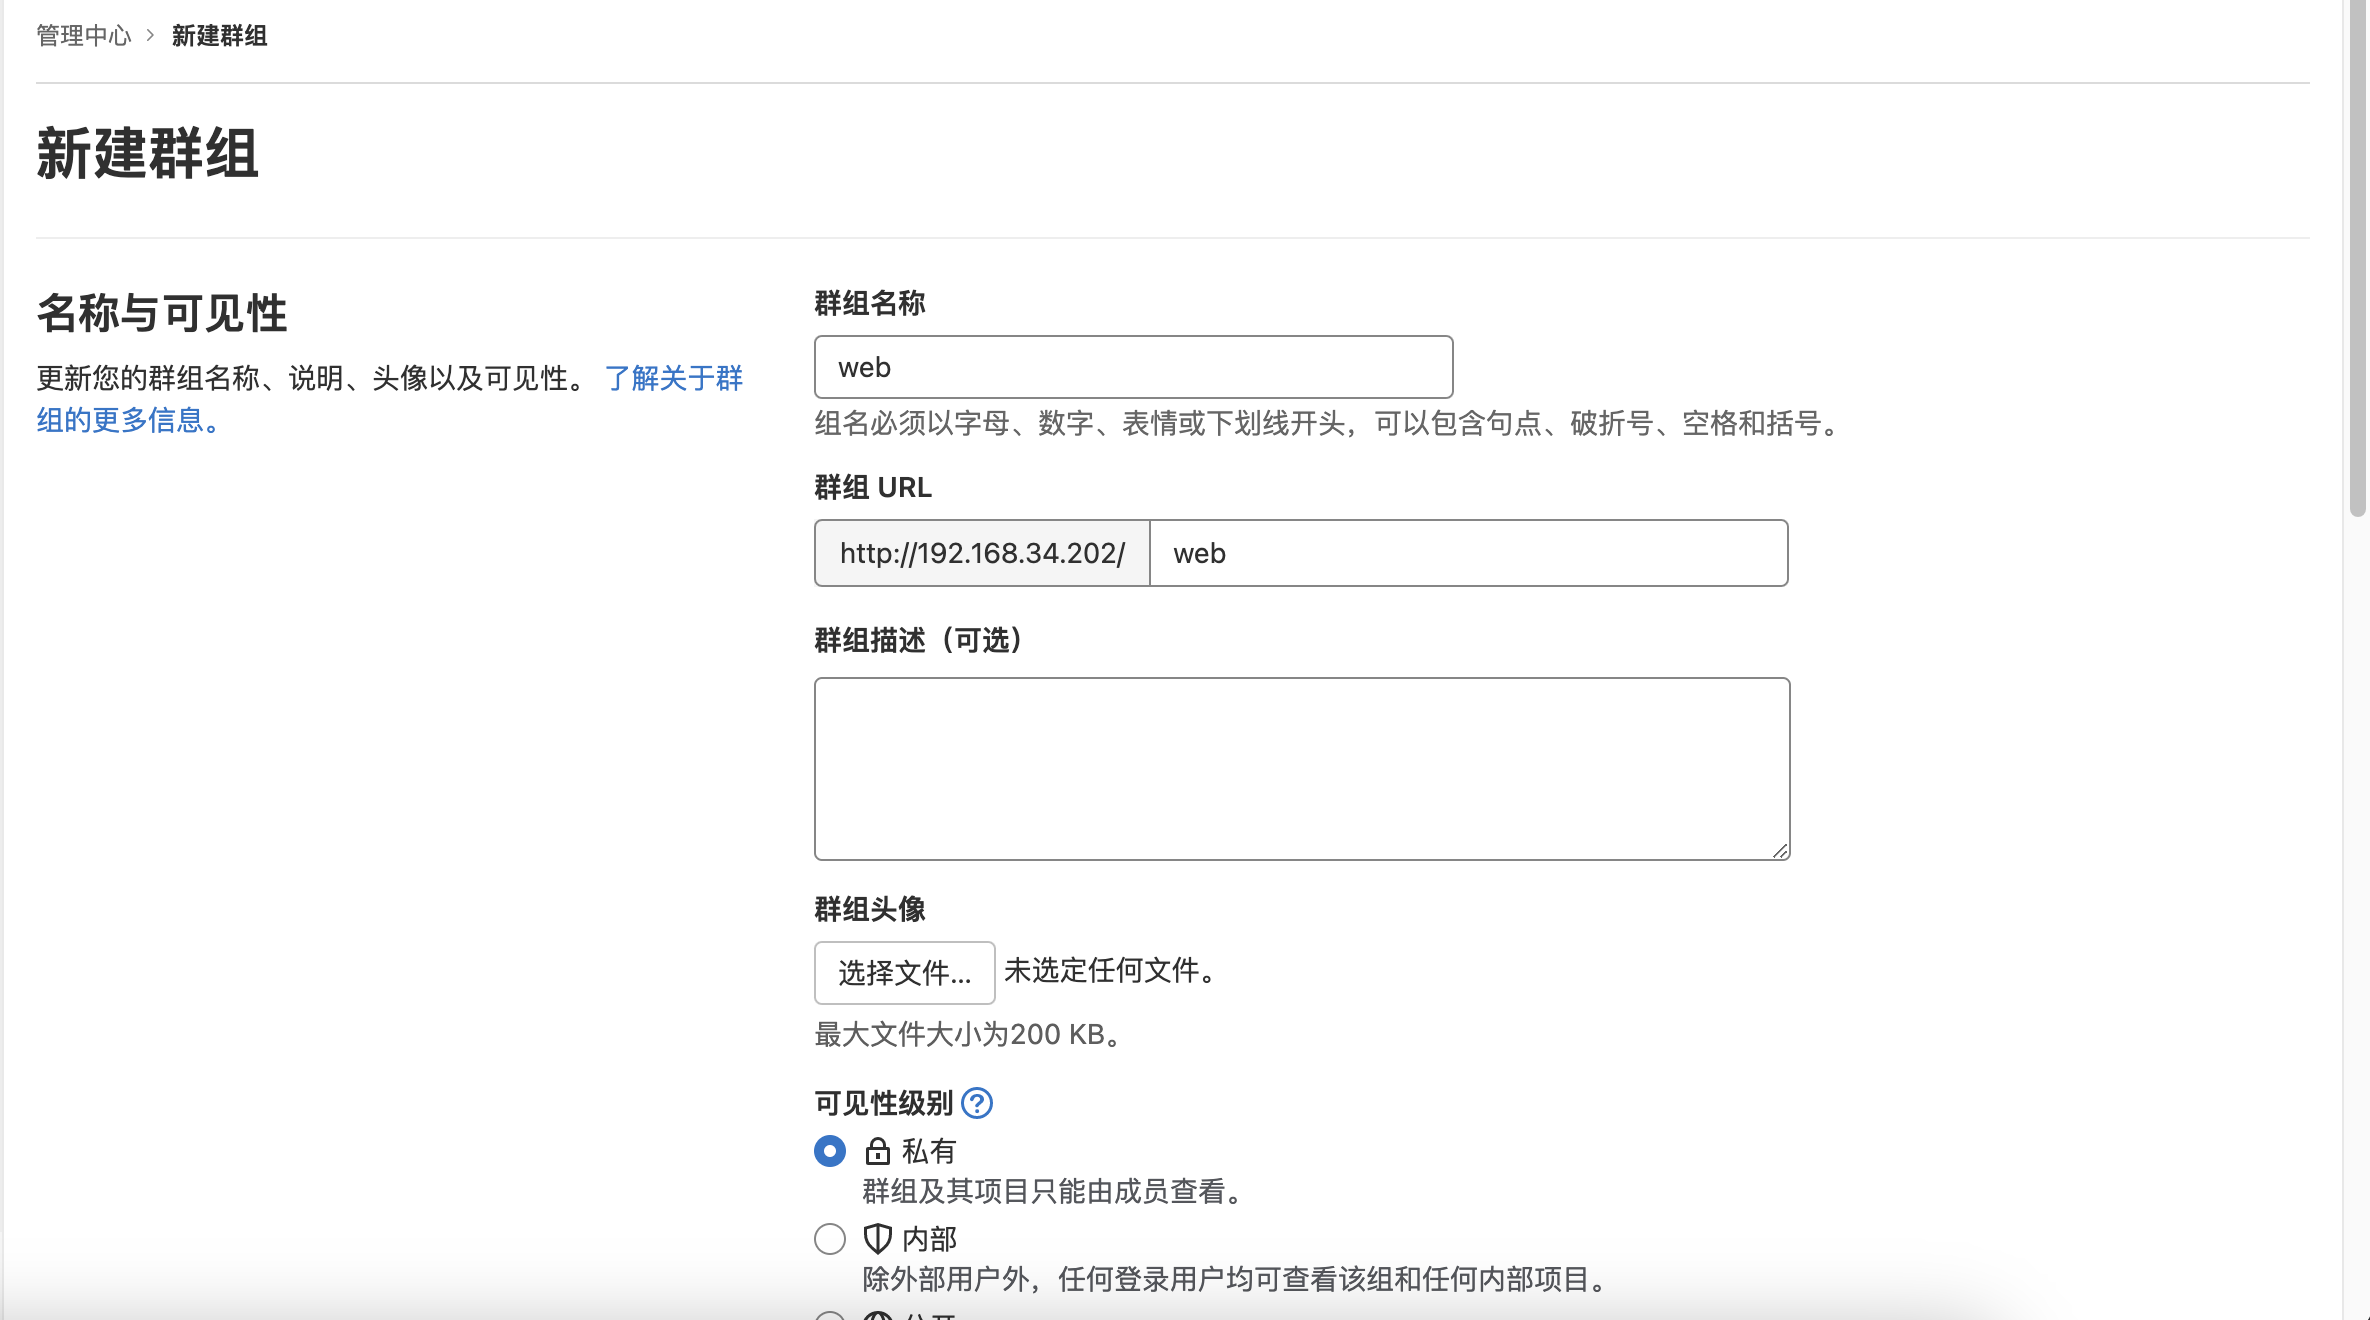 管理中心 › 新建群组
新建群组
名称与可见性
更新您的群组名称、说明、头像以及可见性。 了解关于群
组的更多信息。
群组名称
web
组名必须以字母、数字、表情或下划线开头，可以包含句点、破折号、空格和括号。
群组 URL
http://192.168.34.202/ web
群组描述（可选）
群组头像
选择文件... 未选定任何文件。
最大文件大小为200 KB。
可见性级别 ?
私有
群组及其项目只能由成员查看。
内部
除外部用户外，任何登录用户均可查看该组和任何内部项目。